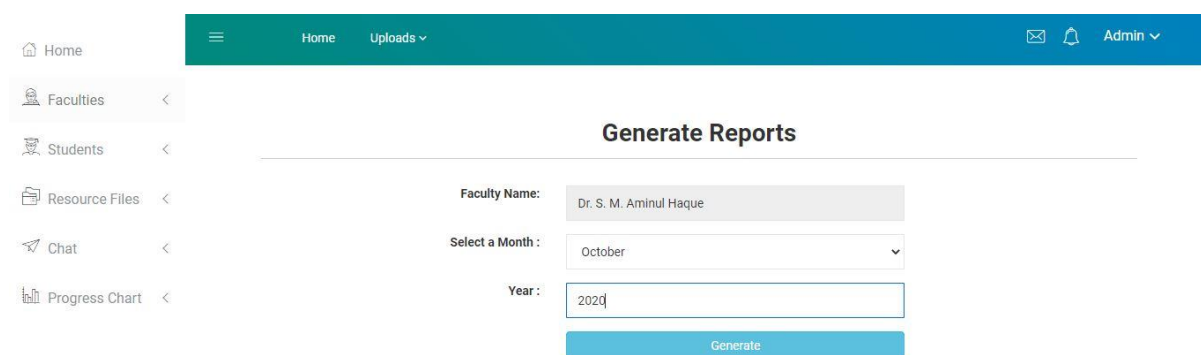 Home
Faculties
Students
Resource Files
Chat
Progress Chart
Home Uploads Admin
Generate Reports
Faculty Name: Dr. S. M. Aminul Haque
Select a Month : October
Year : 2020
Generate